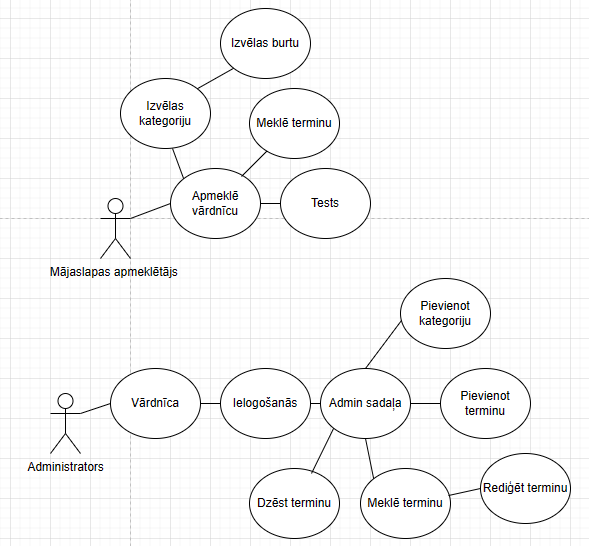 Izvēlas burtu
Izvēlas
kategoriju
Meklē terminu
Apmeklē
vārdnīcu
Tests
Mājaslapas apmeklētājs
Pievienot
kategoriju
Vārdnīca
Ielogošanās
Admin sadaļa
Pievienot
terminu
Administrators
Dzēst terminu
Meklē terminu
Rediģēt terminu